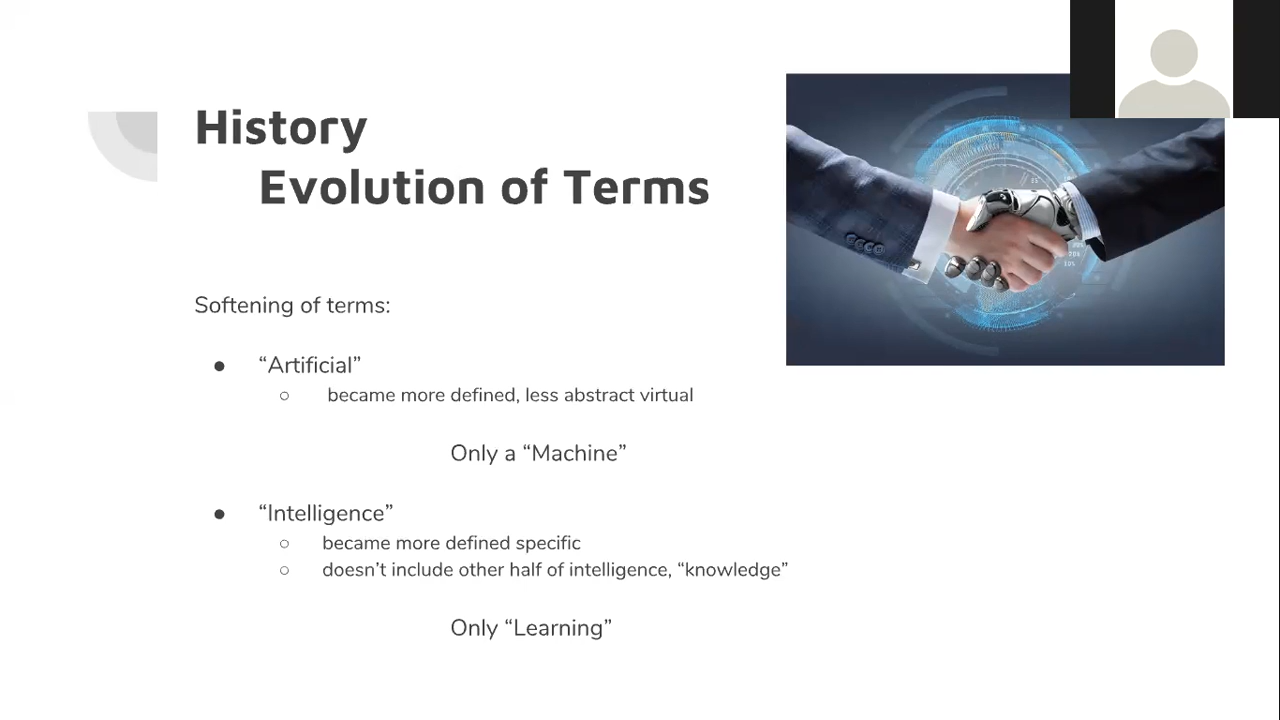 History
Evolution of Terms
Softening of terms:
● “Artificial”
○ became more defined, less abstract virtual
Only a “Machine”
● “Intelligence”
○ became more defined specific
○ doesn’t include other half of intelligence, “knowledge”
Only “Learning”